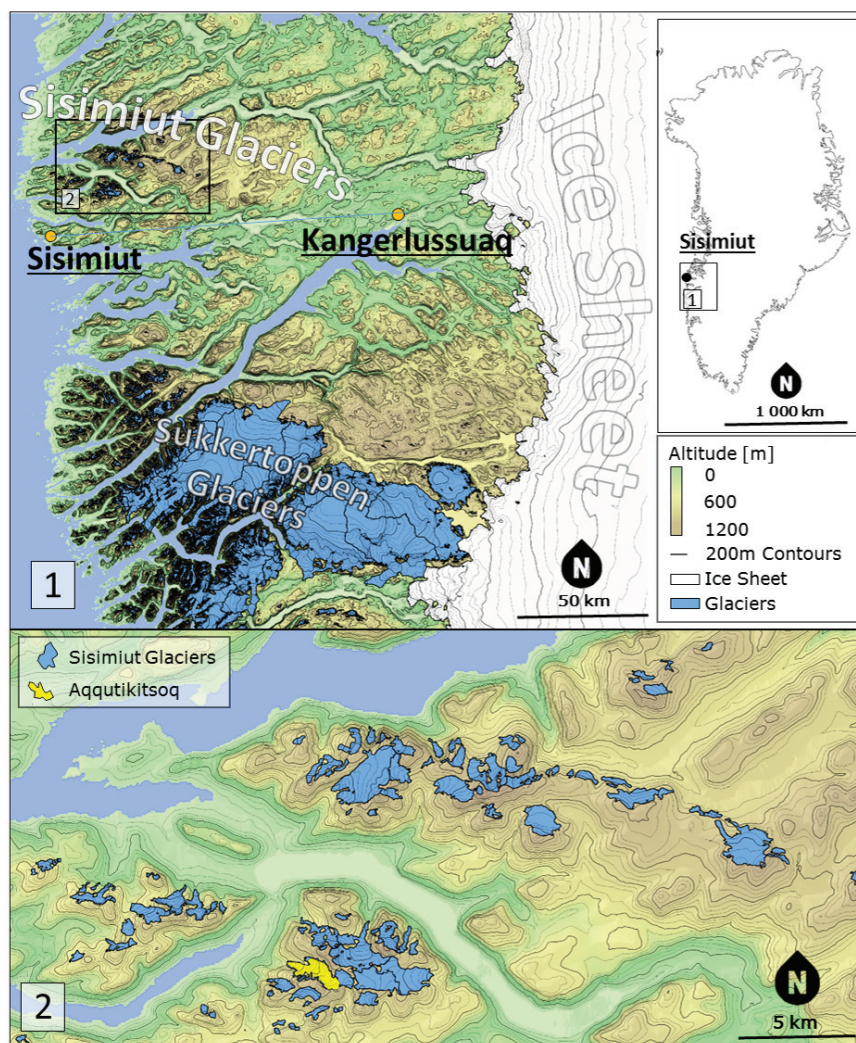 Sisimiut Glaciers
2
Sisimiut
Kangerlussuaq
Ice Sheet
Sukkertoppen
Glaciers
1
N
50 km
Sisimiut
1
N
1 000 km
Altitude [m]
0
600
1200
200m Contours
Ice Sheet
Glaciers
Sisimiut Glaciers
Aqqutikitsoq
2
N
5 km